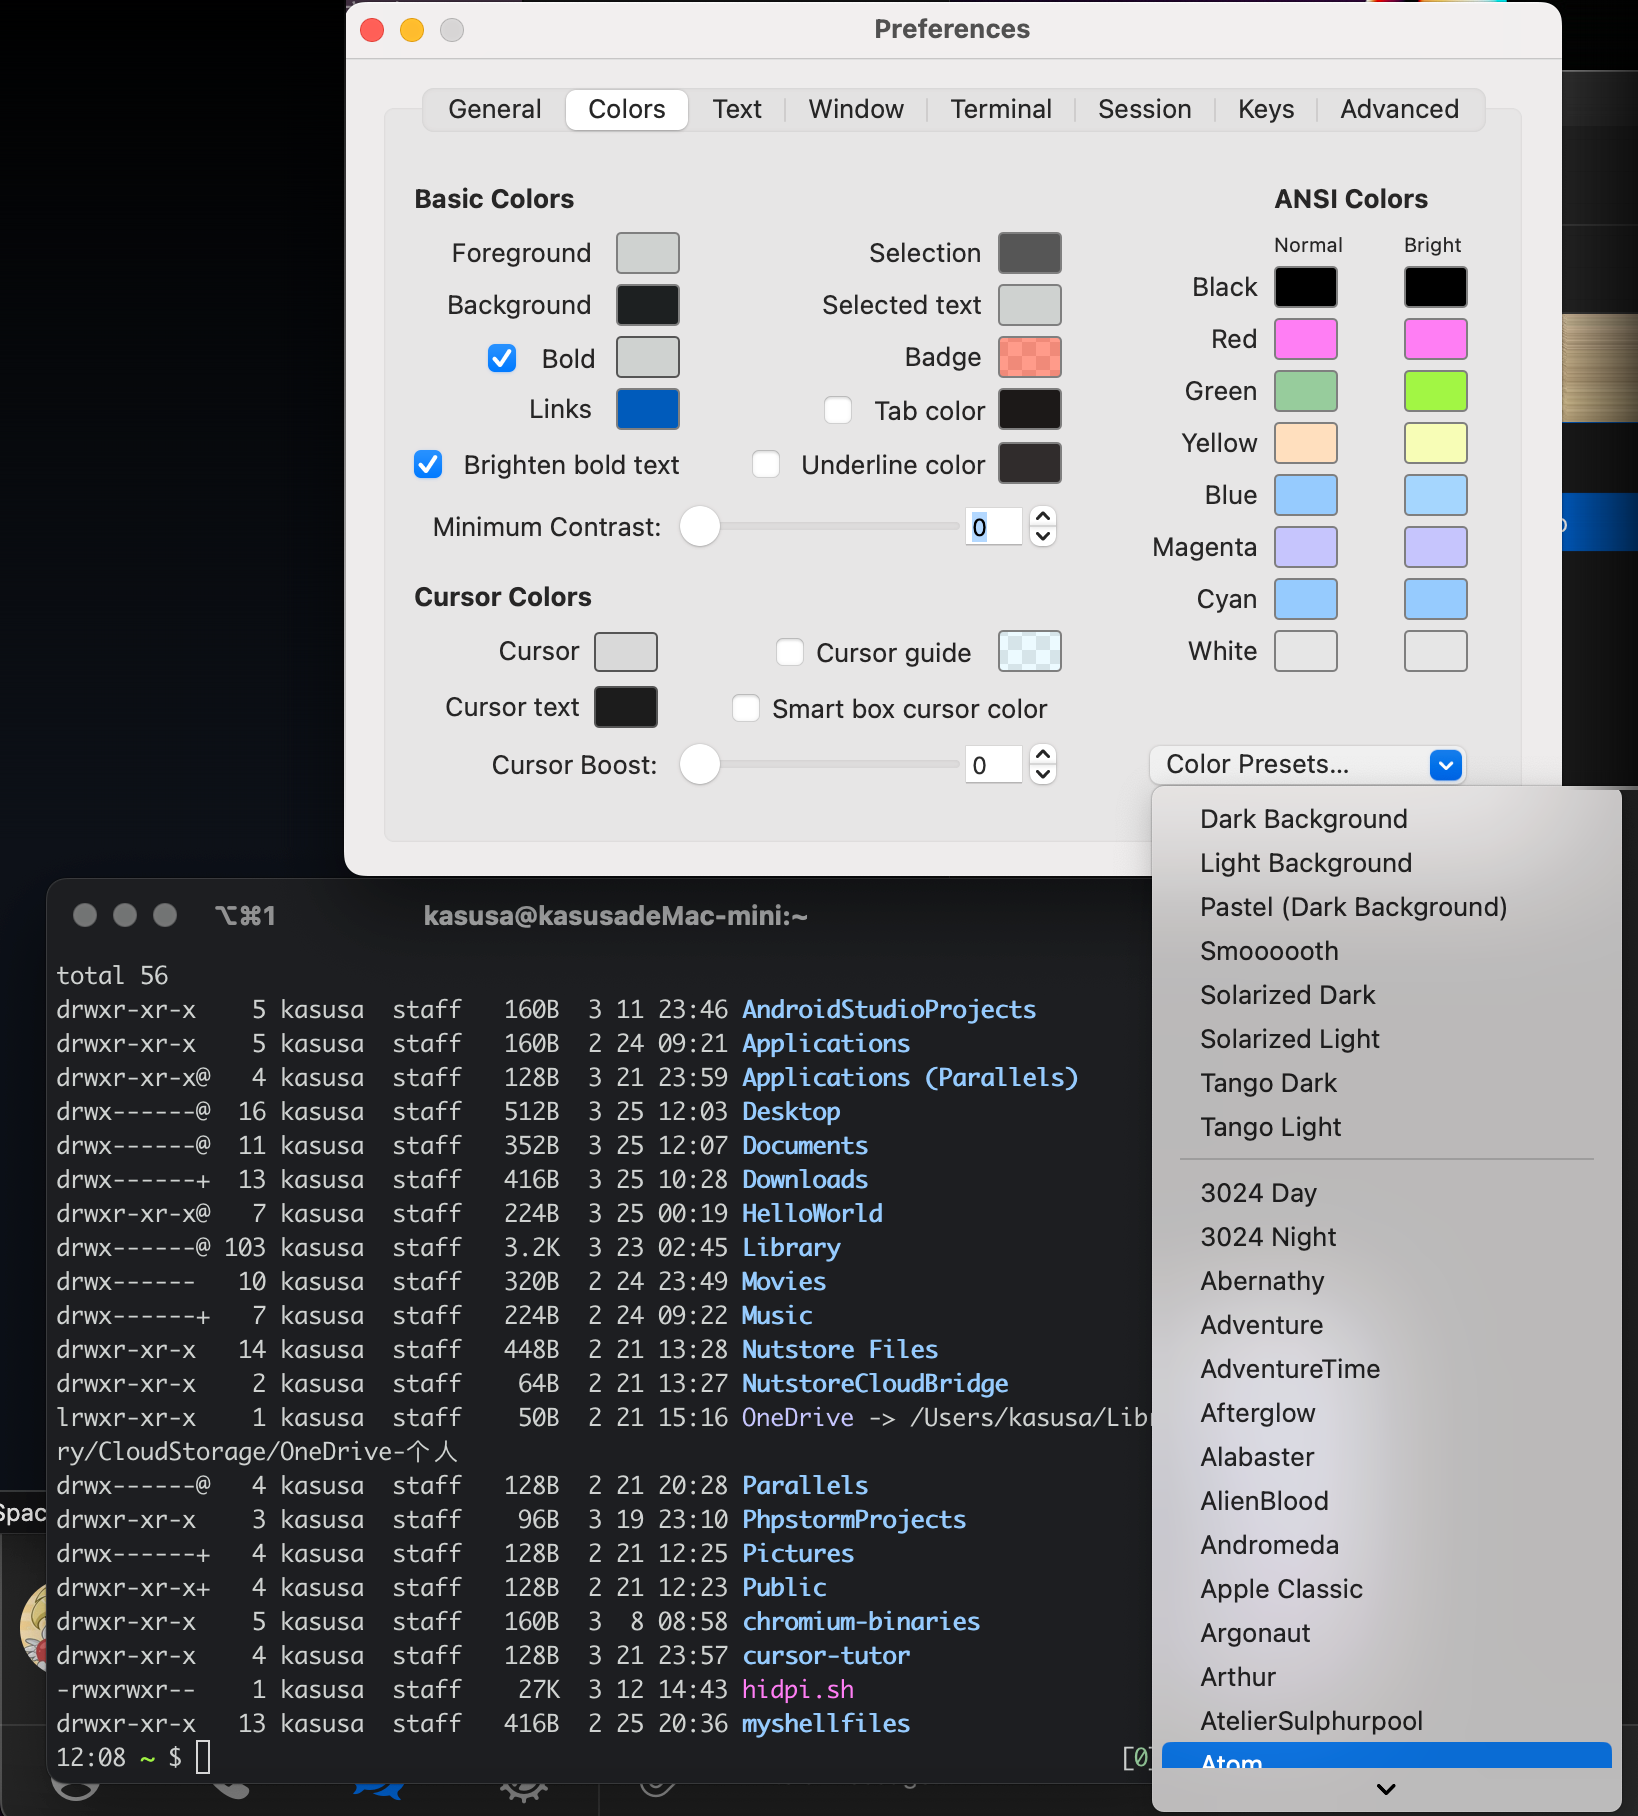 Preferences
General Colors Text Window Terminal Session Keys Advanced
Basic Colors
Foreground
Background
Bold
Links
Brighten bold text
Minimum Contrast: 0
Selection
Selected text
Badge
Tab color
Underline color
Cursor Colors
Cursor
Cursor text
Cursor guide
Smart box cursor color
Cursor Boost: 0
ANSI Colors
Normal Bright
Black
Red
Green
Yellow
Blue
Magenta
Cyan
White
Color Presets...
Dark Background
Light Background
Pastel (Dark Background)
Smoooooth
Solarized Dark
Solarized Light
Tango Dark
Tango Light
3024 Day
3024 Night
Abernathy
Adventure
AdventureTime
Afterglow
Alabaster
AlienBlood
Andromeda
Apple Classic
Argonaut
Arthur
AtelierSulphurpool
Atom
⌥⌘1 kasusa@kasusadeMac-mini:~
total 56
drwxr-xr-x 5 kasusa staff 160B 3 11 23:46 AndroidStudioProjects
drwxr-xr-x 5 kasusa staff 160B 2 24 09:21 Applications
drwxr-xr-x@ 4 kasusa staff 128B 3 21 23:59 Applications (Parallels)
drwx------@ 16 kasusa staff 512B 3 25 12:03 Desktop
drwx------@ 11 kasusa staff 352B 3 25 12:07 Documents
drwx------+ 13 kasusa staff 416B 3 25 10:28 Downloads
drwxr-xr-x@ 7 kasusa staff 224B 3 25 00:19 HelloWorld
drwx------@ 103 kasusa staff 3.2K 3 23 02:45 Library
drwx------ 10 kasusa staff 320B 2 24 23:49 Movies
drwx------+ 7 kasusa staff 224B 2 24 09:22 Music
drwxr-xr-x 14 kasusa staff 448B 2 21 13:28 Nutstore Files
drwxr-xr-x 2 kasusa staff 64B 2 21 13:27 NutstoreCloudBridge
lrwxr-xr-x 1 kasusa staff 50B 2 21 15:16 OneDrive -> /Users/kasusa/Libr
ry/CloudStorage/OneDrive-个人
drwx------@ 4 kasusa staff 128B 2 21 20:28 Parallels
drwxr-xr-x 3 kasusa staff 96B 3 19 23:10 PhpstormProjects
drwx------+ 4 kasusa staff 128B 2 21 12:25 Pictures
drwxr-xr-x+ 4 kasusa staff 128B 2 21 12:23 Public
drwxr-xr-x 5 kasusa staff 160B 3 8 08:58 chromium-binaries
drwxr-xr-x 4 kasusa staff 128B 3 21 23:57 cursor-tutor
-rwxrwxr-- 1 kasusa staff 27K 3 12 14:43 hidpi.sh
drwxr-xr-x 13 kasusa staff 416B 2 25 20:36 myshellfiles
12:08 ~ $ [0]
Spac